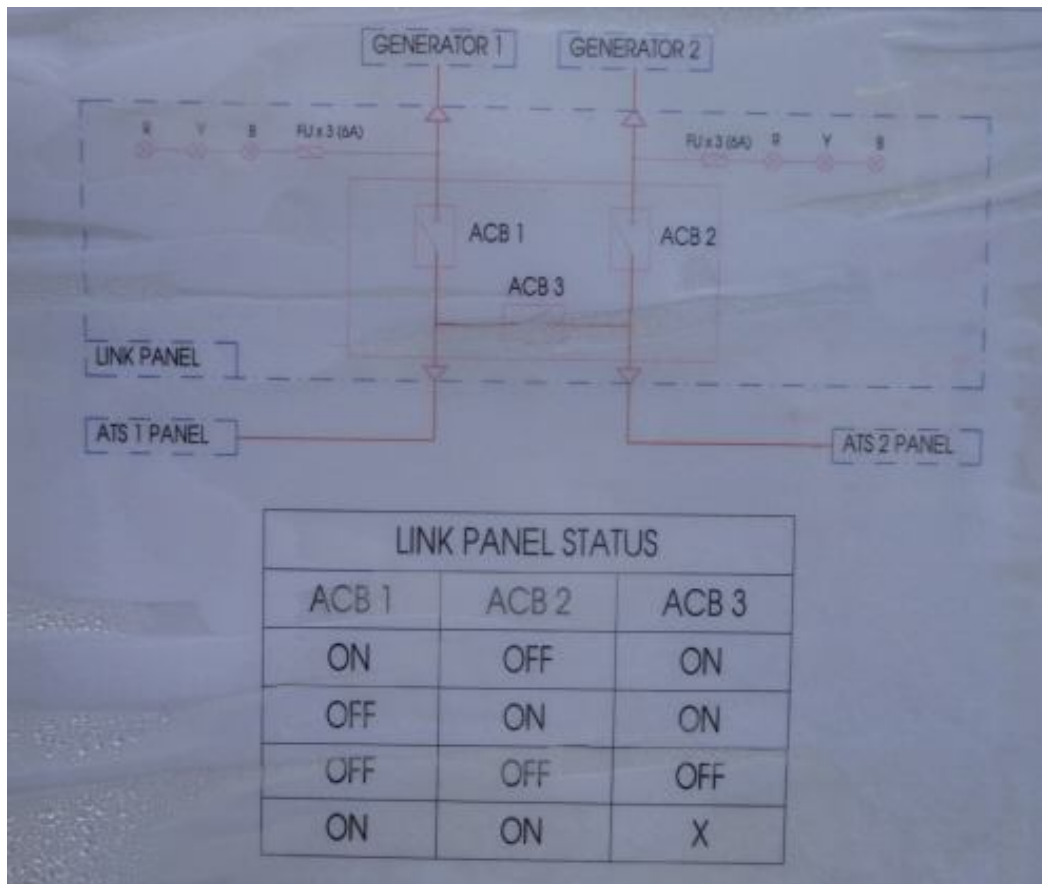 GENERATOR 1 GENERATOR 2
R Y B FU x 3 (6A)
FU x 3 (6A) R Y B
ACB 1 ACB 2
ACB 3
LINK PANEL
ATS 1 PANEL
ATS 2 PANEL
LINK PANEL STATUS
ACB 1 ACB 2 ACB 3
ON OFF ON
OFF ON ON
OFF OFF OFF
ON ON X